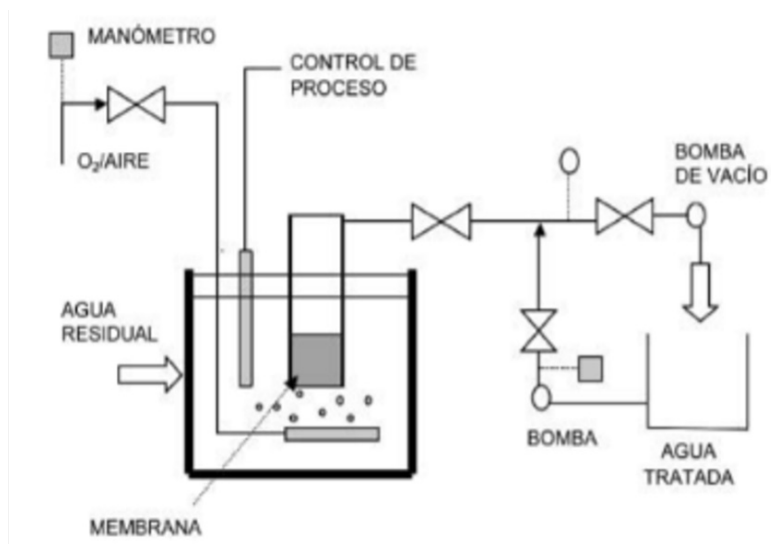 MANÓMETRO
CONTROL DE
PROCESO
O₂/AIRE
BOMBA
DE VACÍO
AGUA
RESIDUAL
BOMBA
AGUA
TRATADA
MEMBRANA